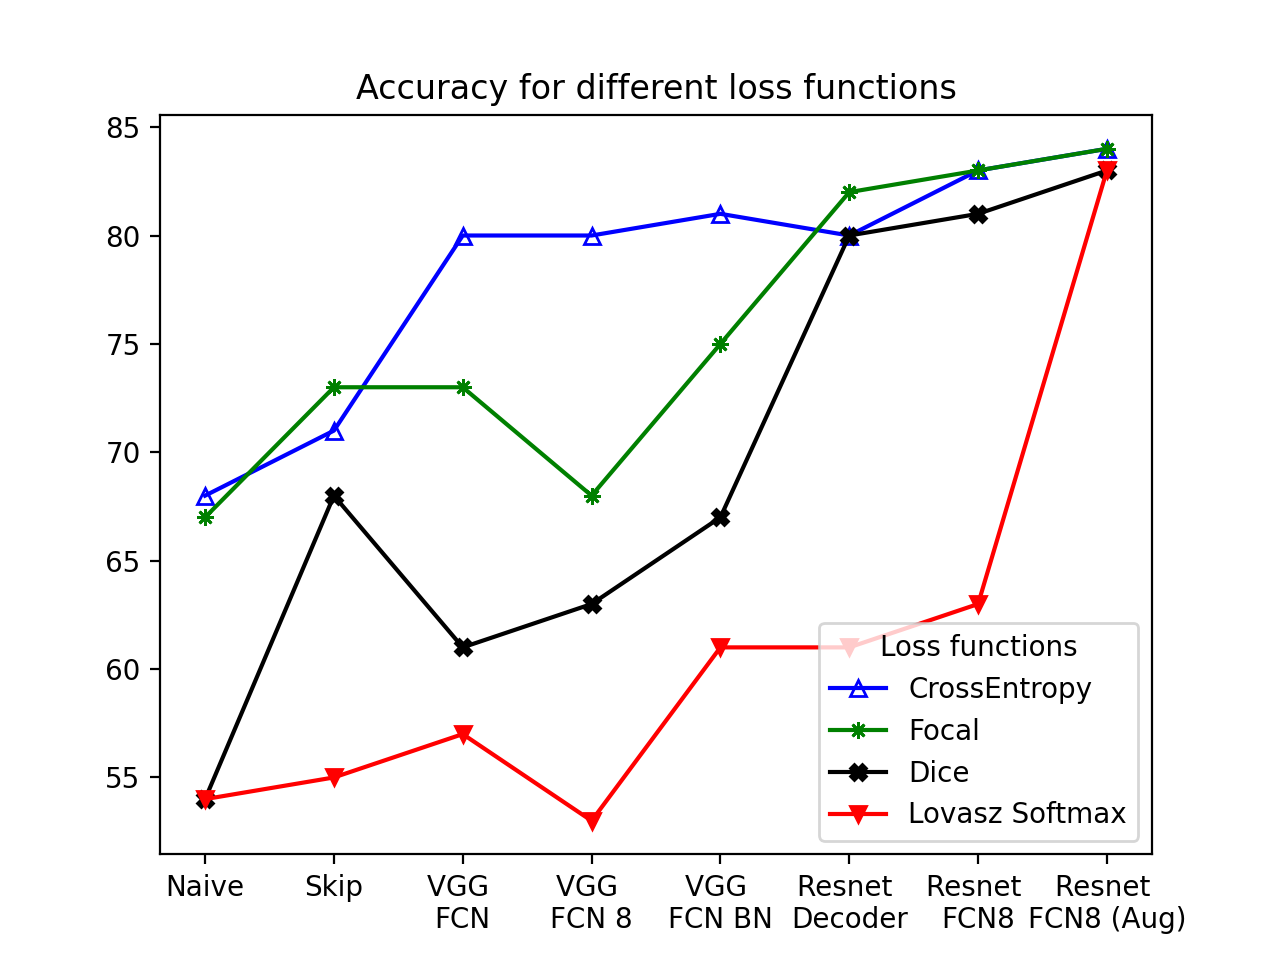 Accuracy for different loss functions
85
80
75
70
65
60
55
Loss functions
CrossEntropy
Focal
Dice
Lovasz Softmax
Naive Skip VGG VGG VGG Resnet Resnet Resnet
FCN FCN 8 FCN BN Decoder FCN8 FCN8 (Aug)